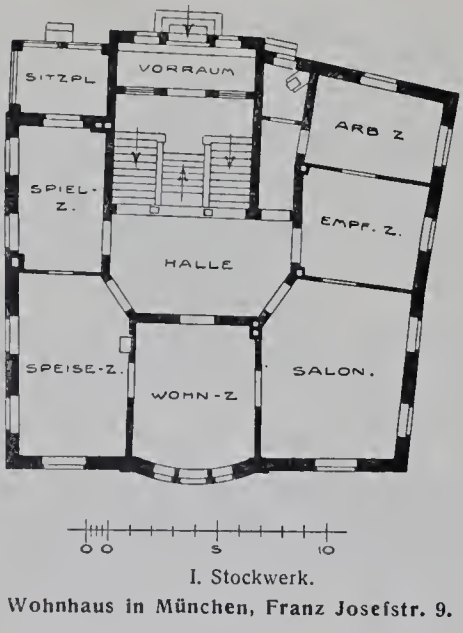 SITZPL
VORRAUM
ARB Z
SPIEL-
Z.
EMPF. Z.
HALLE
SPEISE-Z.
WOHN-Z
SALON.
0 0 5 10
I. Stockwerk.
Wohnhaus in München, Franz Josefstr. 9.